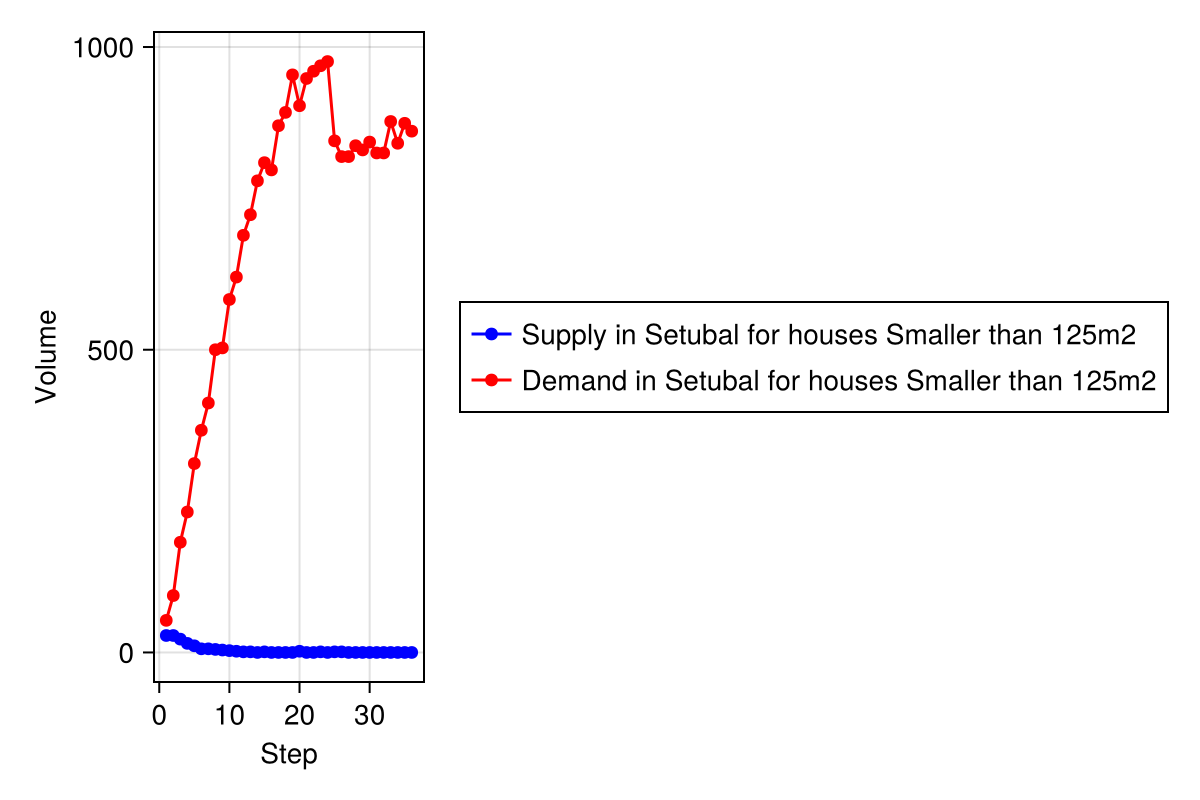 1000
500
0
Volume
0 10 20 30
Step
Supply in Setubal for houses Smaller than 125m2
Demand in Setubal for houses Smaller than 125m2